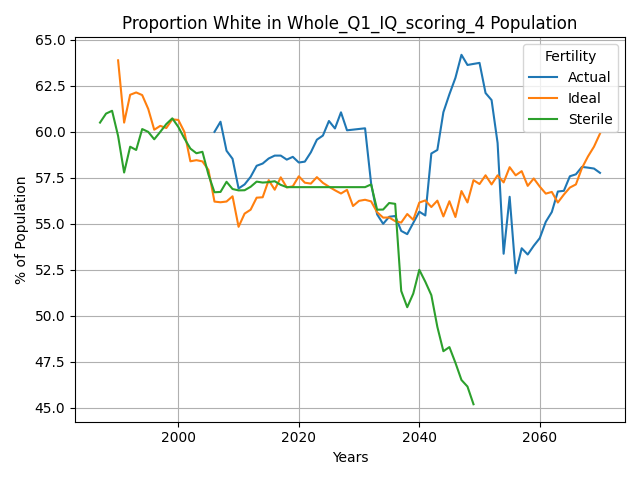 Proportion White in Whole_Q1_IQ_scoring_4 Population
65.0
62.5
60.0
57.5
55.0
52.5
50.0
47.5
45.0
% of Population
Fertility
Actual
Ideal
Sterile
2000
2020
2040
2060
Years